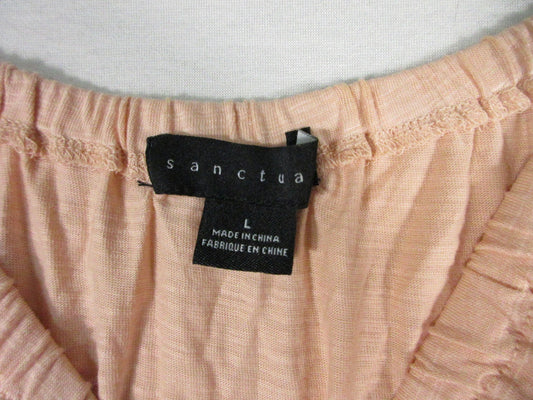 sanctua
L
MADE IN CHINA
FABRIQUE EN CHINE